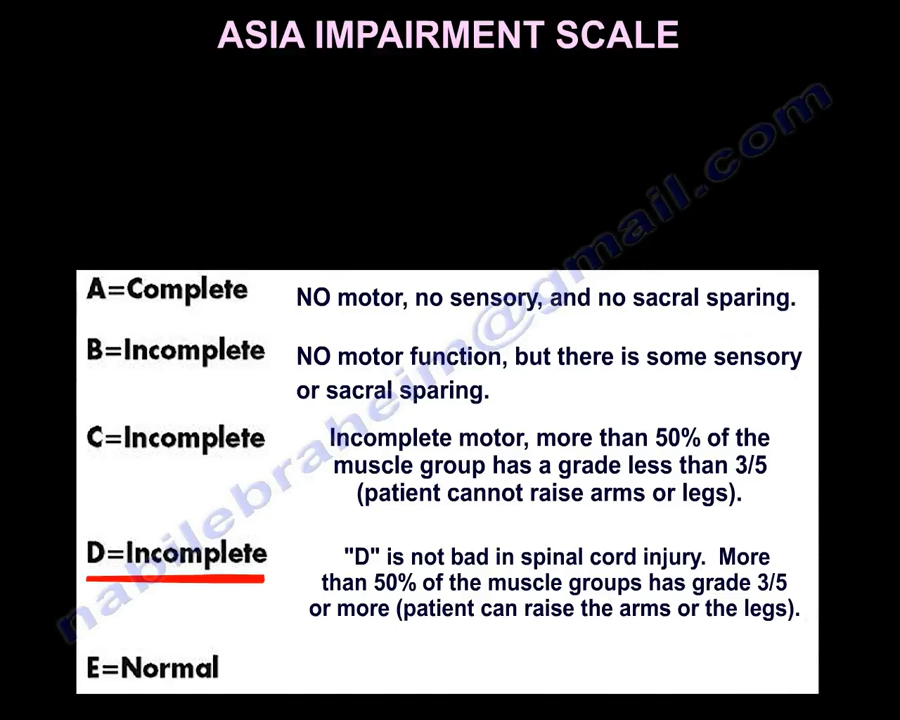 ASIA IMPAIRMENT SCALE
A=Complete
NO motor, no sensory, and no sacral sparing.
B=Incomplete
NO motor function, but there is some sensory
or sacral sparing.
C=Incomplete
Incomplete motor, more than 50% of the
muscle group has a grade less than 3/5
(patient cannot raise arms or legs).
D=Incomplete
"D" is not bad in spinal cord injury. More
than 50% of the muscle groups has grade 3/5
or more (patient can raise the arms or the legs).
E=Normal
nabilebraheim@gmail.com